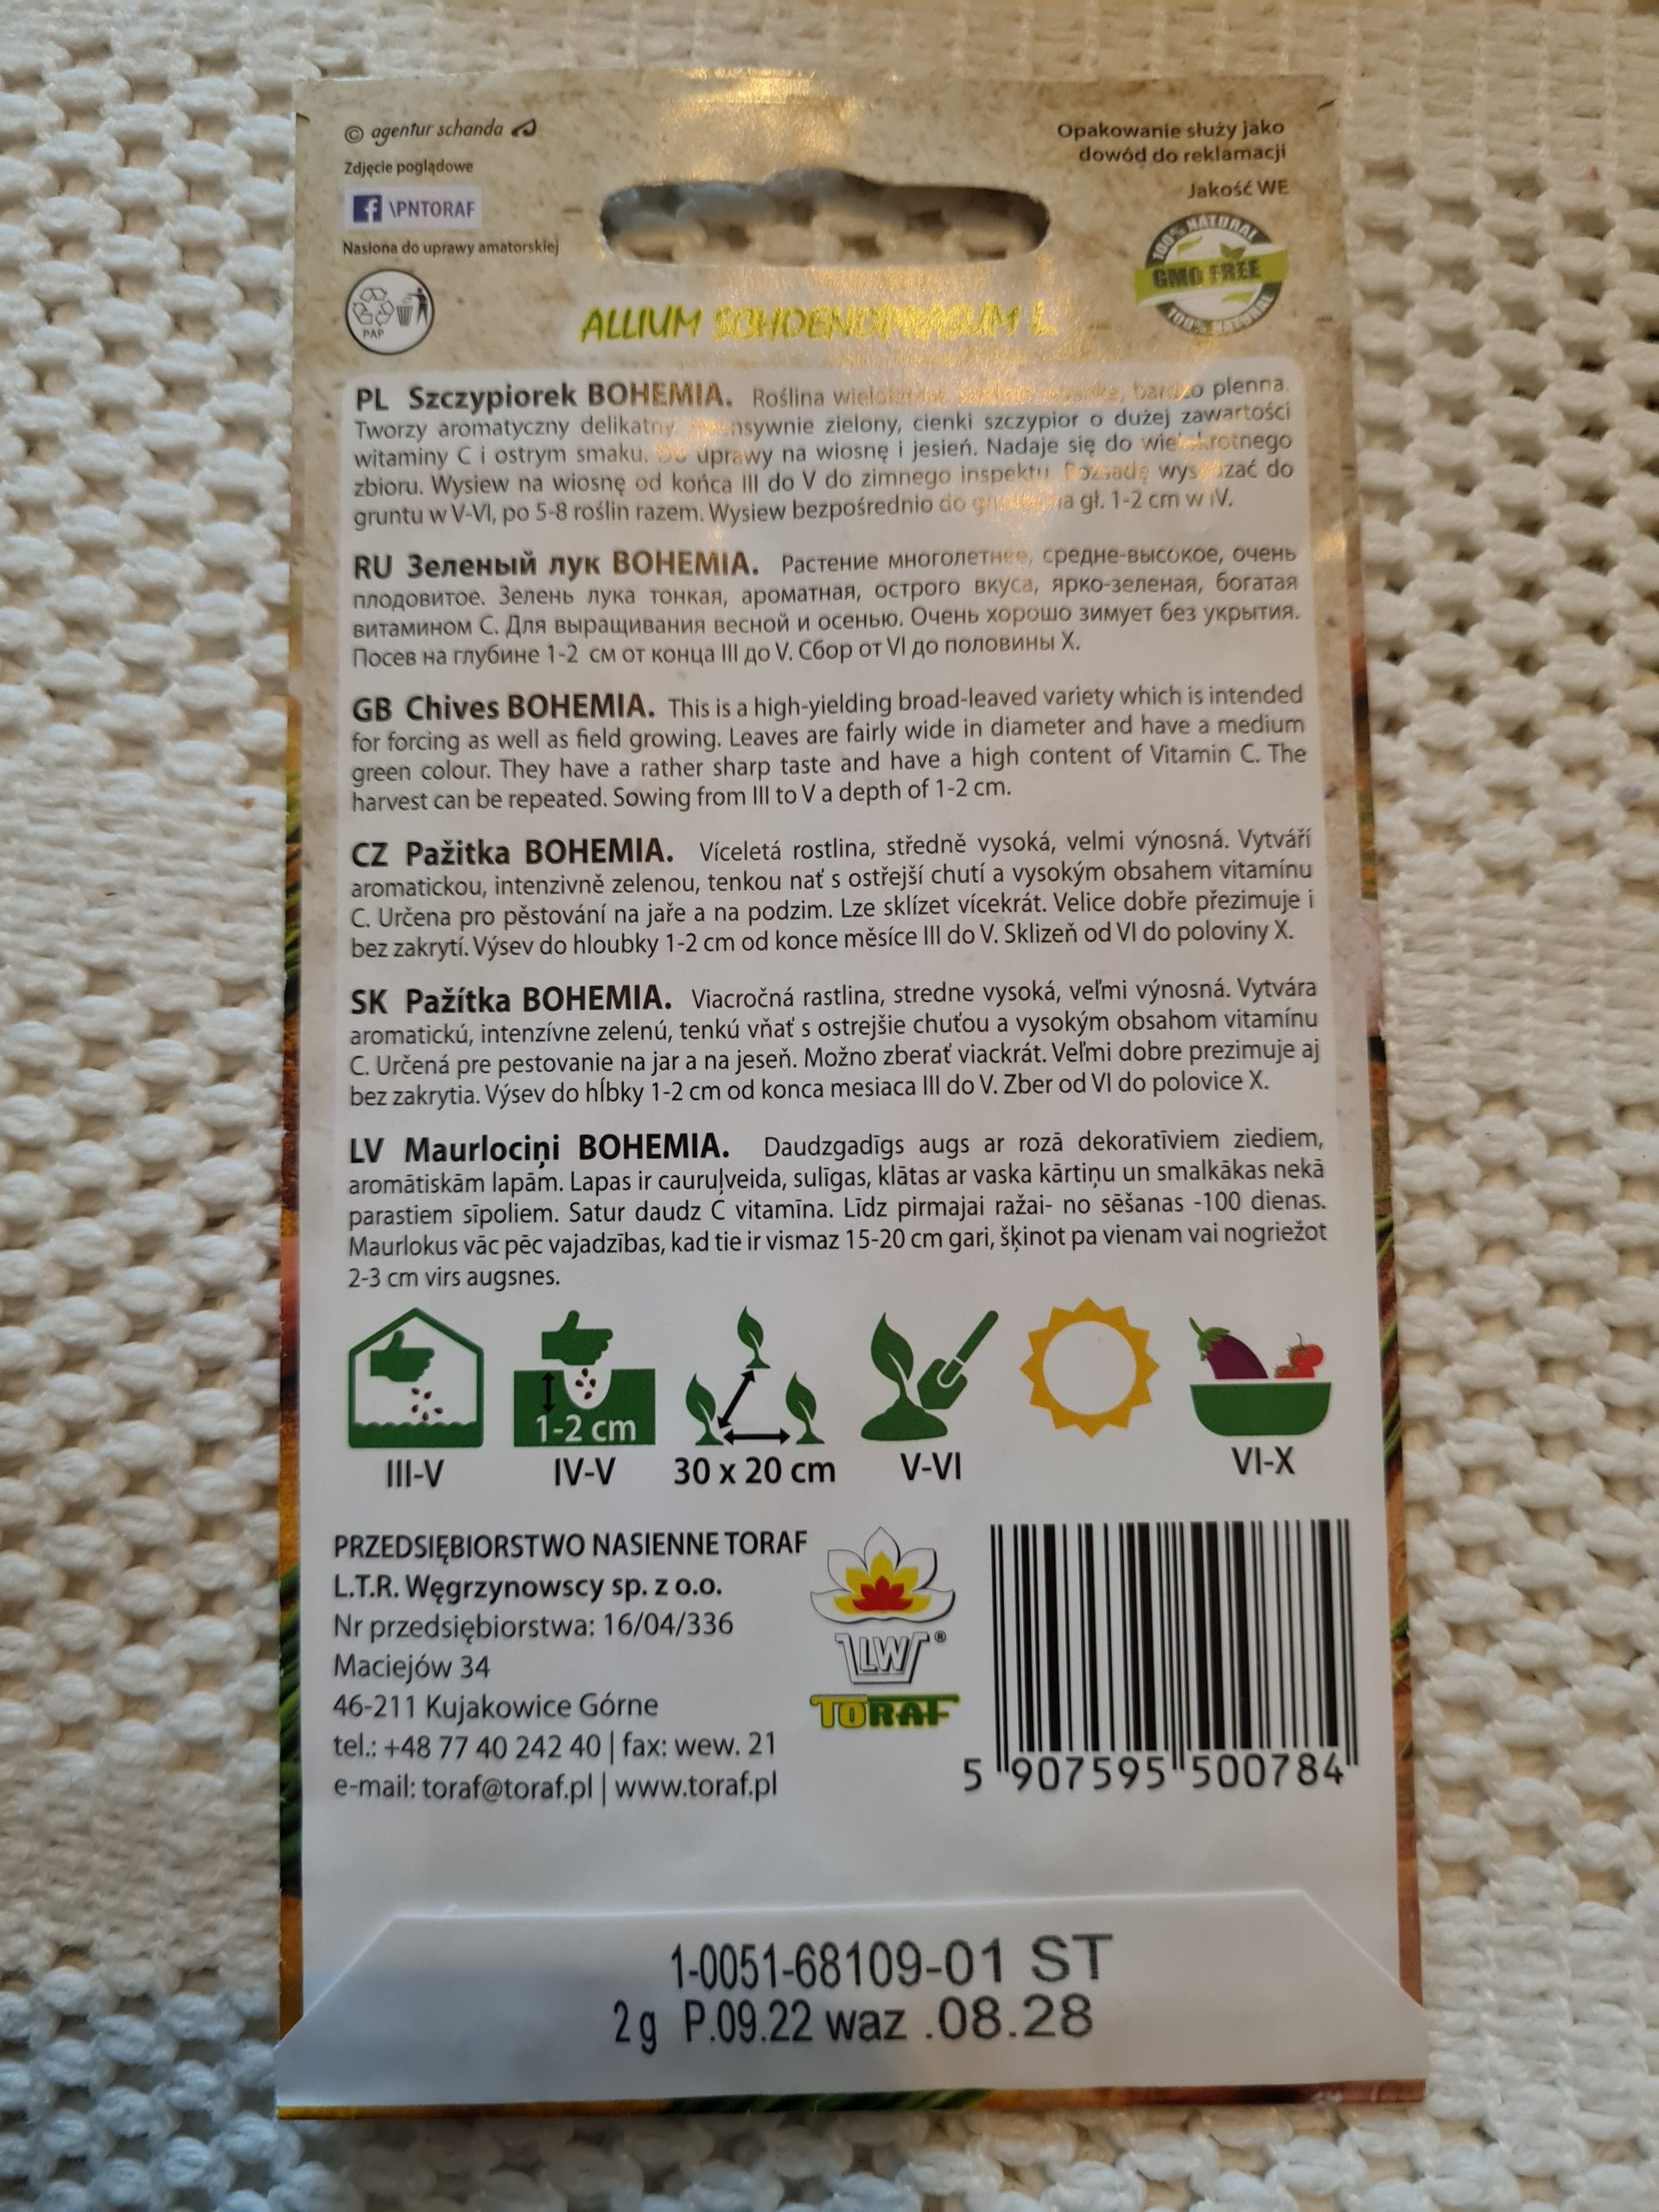 © agentur schanda
Zdjęcie poglądowe
f \PNTORAF
Nasiona do uprawy amatorskiej
PAP
Opakowanie służy jako
dowód do reklamacji
Jakość WE
100% NATURAL
GMO FREE
100% NATURAL
ALLIUM SCHOENOPRASUM L
PL Szczypiorek BOHEMIA. Roślina bardzo plenna.
Tworzy aromatyczny delikatny, intensywnie zielony, cienki szczypior o dużej zawartości
witaminy C i ostrym smaku. Do uprawy na wiosnę i jesień. Nadaje się do wielokrotnego
zbioru. Wysiew na wiosnę od końca III do V do zimnego inspektu. Rozsadę wysadzać do
gruntu w V-VI, po 5-8 roślin razem. Wysiew bezpośrednio do gruntu na gł. 1-2 cm w IV.
RU Зеленый лук BOHEMIA. Растение многолетнее, средне-высокое, очень
плодовитое. Зелень лука тонкая, ароматная, острого вкуса, ярко-зеленая, богатая
витамином C. Для выращивания весной и осенью. Очень хорошо зимует без укрытия.
Посев на глубине 1-2 см от конца III до V. Сбор от VI до половины X.
GB Chives BOHEMIA. This is a high-yielding broad-leaved variety which is intended
for forcing as well as field growing. Leaves are fairly wide in diameter and have a medium
green colour. They have a rather sharp taste and have a high content of Vitamin C. The
harvest can be repeated. Sowing from III to V a depth of 1-2 cm.
CZ Pažitka BOHEMIA. Víceletá rostlina, středně vysoká, velmi výnosná. Vytváří
aromatickou, intenzivně zelenou, tenkou nať s ostřejší chutí a vysokým obsahem vitamínu
C. Určena pro pěstování na jaře a na podzim. Lze sklízet vícekrát. Velice dobře přezimuje i
bez zakrytí. Výsev do hloubky 1-2 cm od konce měsíce III do V. Sklizeň od VI do poloviny X.
SK Pažítka BOHEMIA. Viacročná rastlina, stredne vysoká, veľmi výnosná. Vytvára
aromatickú, intenzívne zelenú, tenkú vňať s ostrejšie chuťou a vysokým obsahom vitamínu
C. Určená pre pestovanie na jar a na jeseň. Možno zberať viackrát. Veľmi dobre prezimuje aj
bez zakrytia. Výsev do hĺbky 1-2 cm od konca mesiaca III do V. Zber od VI do polovice X.
LV Maurlociņi BOHEMIA. Daudzgadīgs augs ar rozā dekoratīviem ziediem,
aromātiskām lapām. Lapas ir cauruļveida, sulīgas, klātas ar vaska kārtiņu un smalkākas nekā
parastiem sīpoliem. Satur daudz C vitamīna. Līdz pirmajai ražai- no sēšanas -100 dienas.
Maurlokus vāc pēc vajadzības, kad tie ir vismaz 15-20 cm gari, šķinot pa vienam vai nogriežot
2-3 cm virs augsnes.
1-2 cm
III-V IV-V 30 x 20 cm V-VI VI-X
PRZEDSIĘBIORSTWO NASIENNE TORAF
L.T.R. Węgrzynowscy sp. z o.o.
Nr przedsiębiorstwa: 16/04/336
Maciejów 34
46-211 Kujakowice Górne
tel.: +48 77 40 242 40 | fax: wew. 21
e-mail: toraf@toraf.pl | www.toraf.pl
LW ®
TORAF
5 907595 500784
1-0051-68109-01 ST
2 g P.09.22 waz .08.28